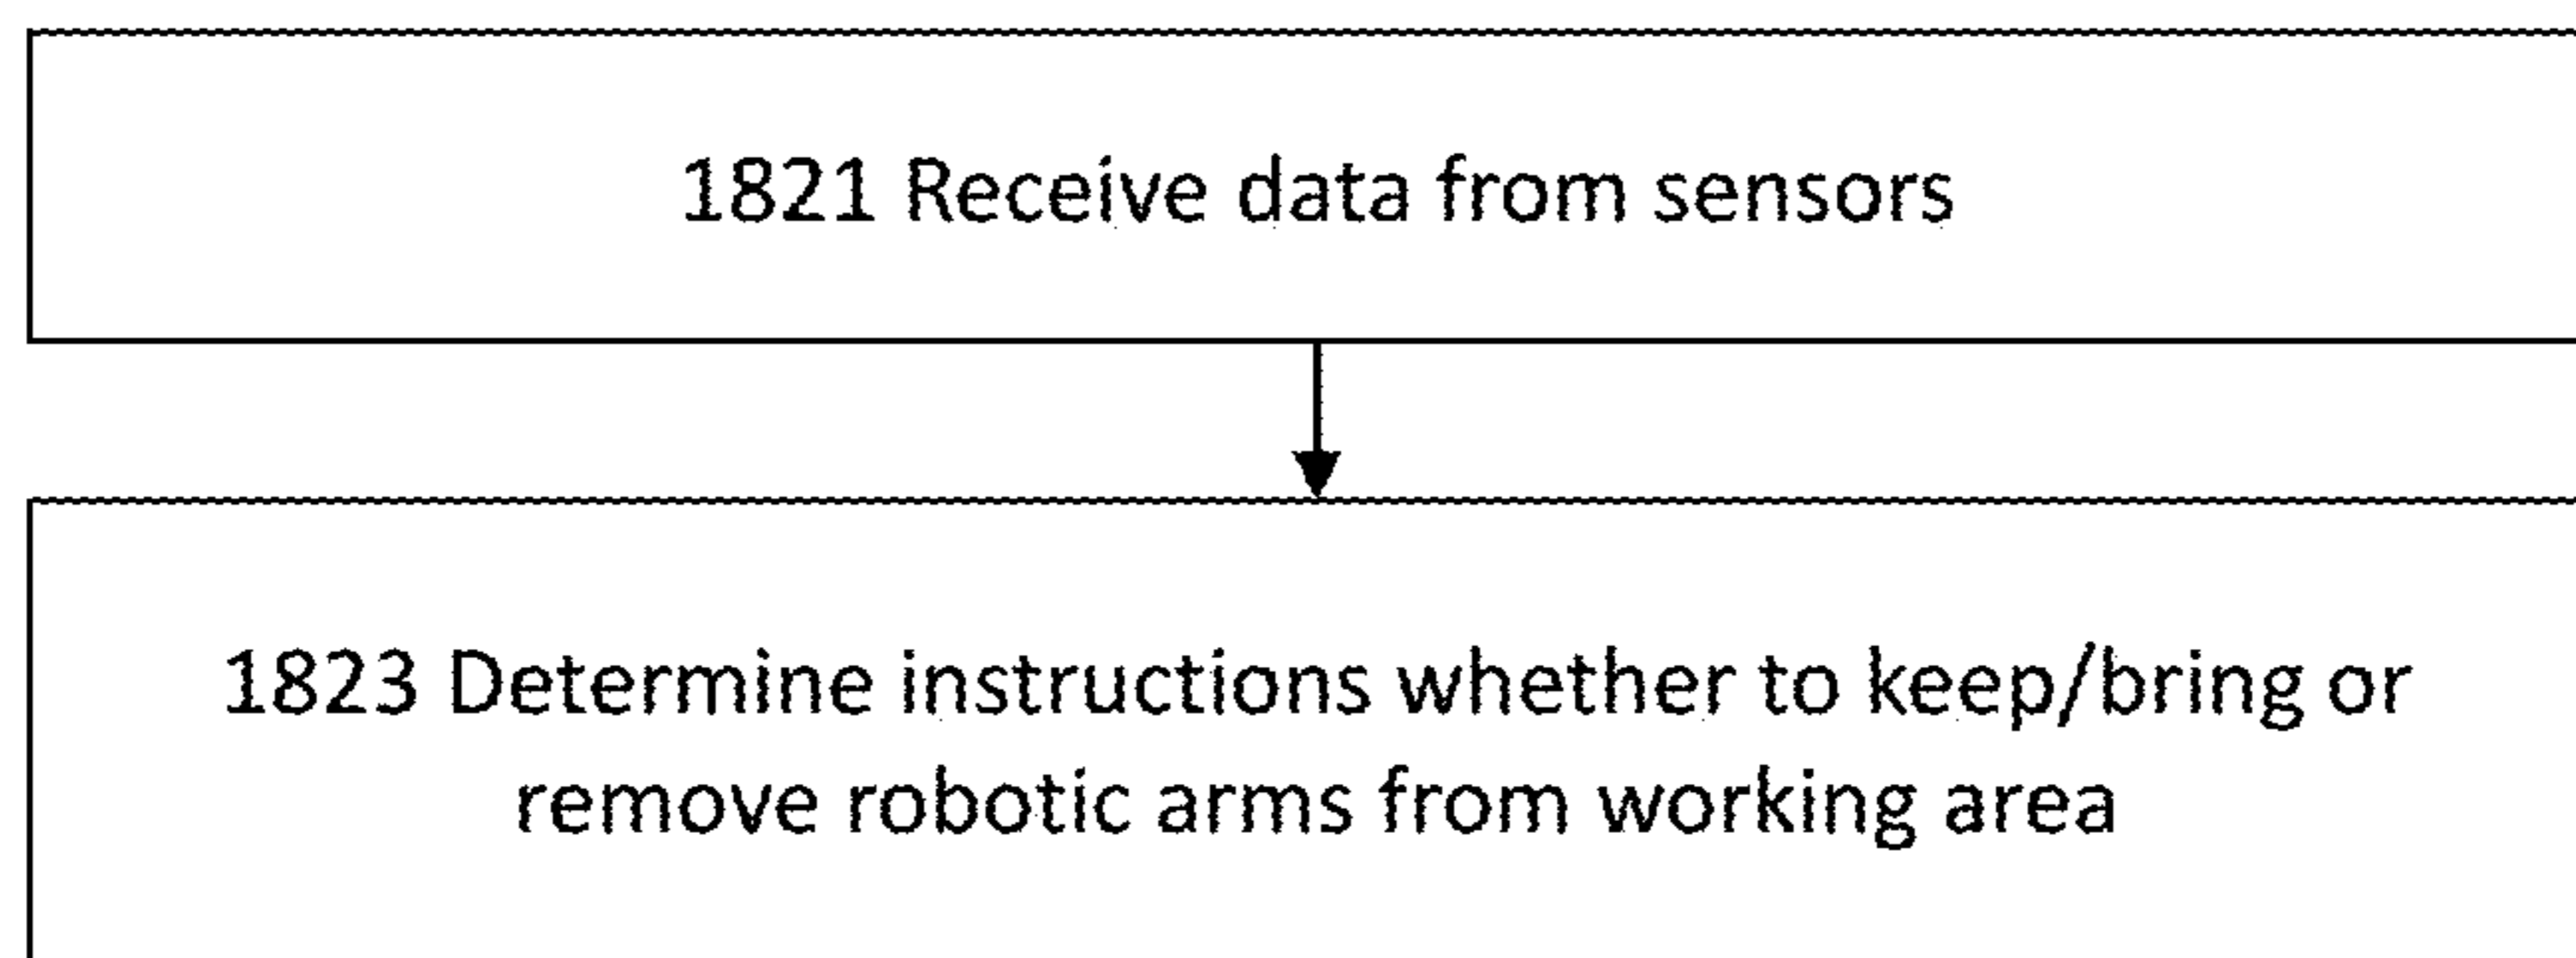 1821 Receive data from sensors
1823 Determine instructions whether to keep/bring or
remove robotic arms from working area